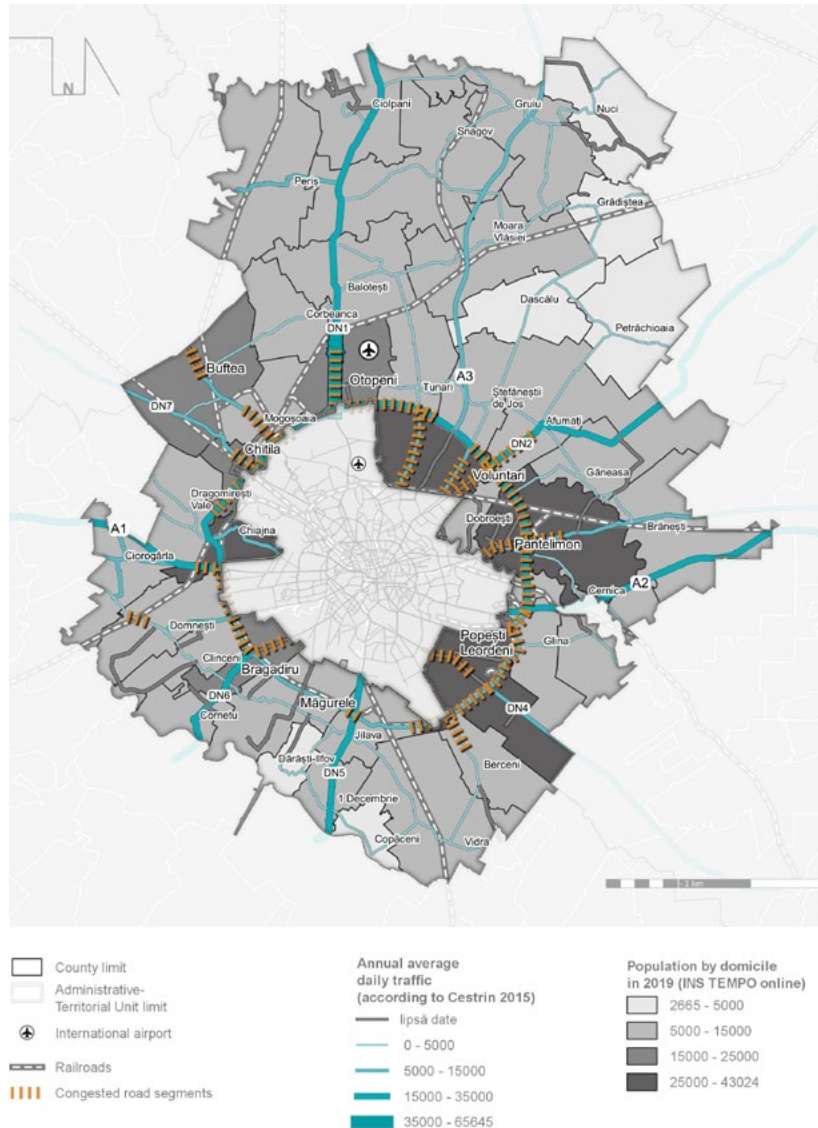 N
Ciolpani
Gruiu
Nuci
Snagov
Periș
Grădiștea
Moara
Vlăsiei
Balotești
Dascălu
Corbeanca
Petrăchioaia
DN1
Buftea
Otopeni
A3
Tunari
Ștefăneștii
de Jos
DN7
Mogoșoaia
Afumați
DN2
Chitila
Voluntari
Găneasa
Dragomirești
Vale
Dobroești
Brănești
A1
Chiajna
Pantelimon
Ciorogârla
Cernica
A2
Domnești
Popești
Leordeni
Glina
Clinceni
Bragadiru
DN6
Măgurele
Cornetu
DN4
Jilava
Dărăști-Ilfov
Berceni
DN5
1 Decembrie
Copăceni
Vidra
1 km
County limit
Administrative-
Territorial Unit limit
International airport
Railroads
Congested road segments
Annual average
daily traffic
(according to Cestrin 2015)
lipsă date
0 - 5000
5000 - 15000
15000 - 35000
35000 - 65645
Population by domicile
in 2019 (INS TEMPO online)
2665 - 5000
5000 - 15000
15000 - 25000
25000 - 43024